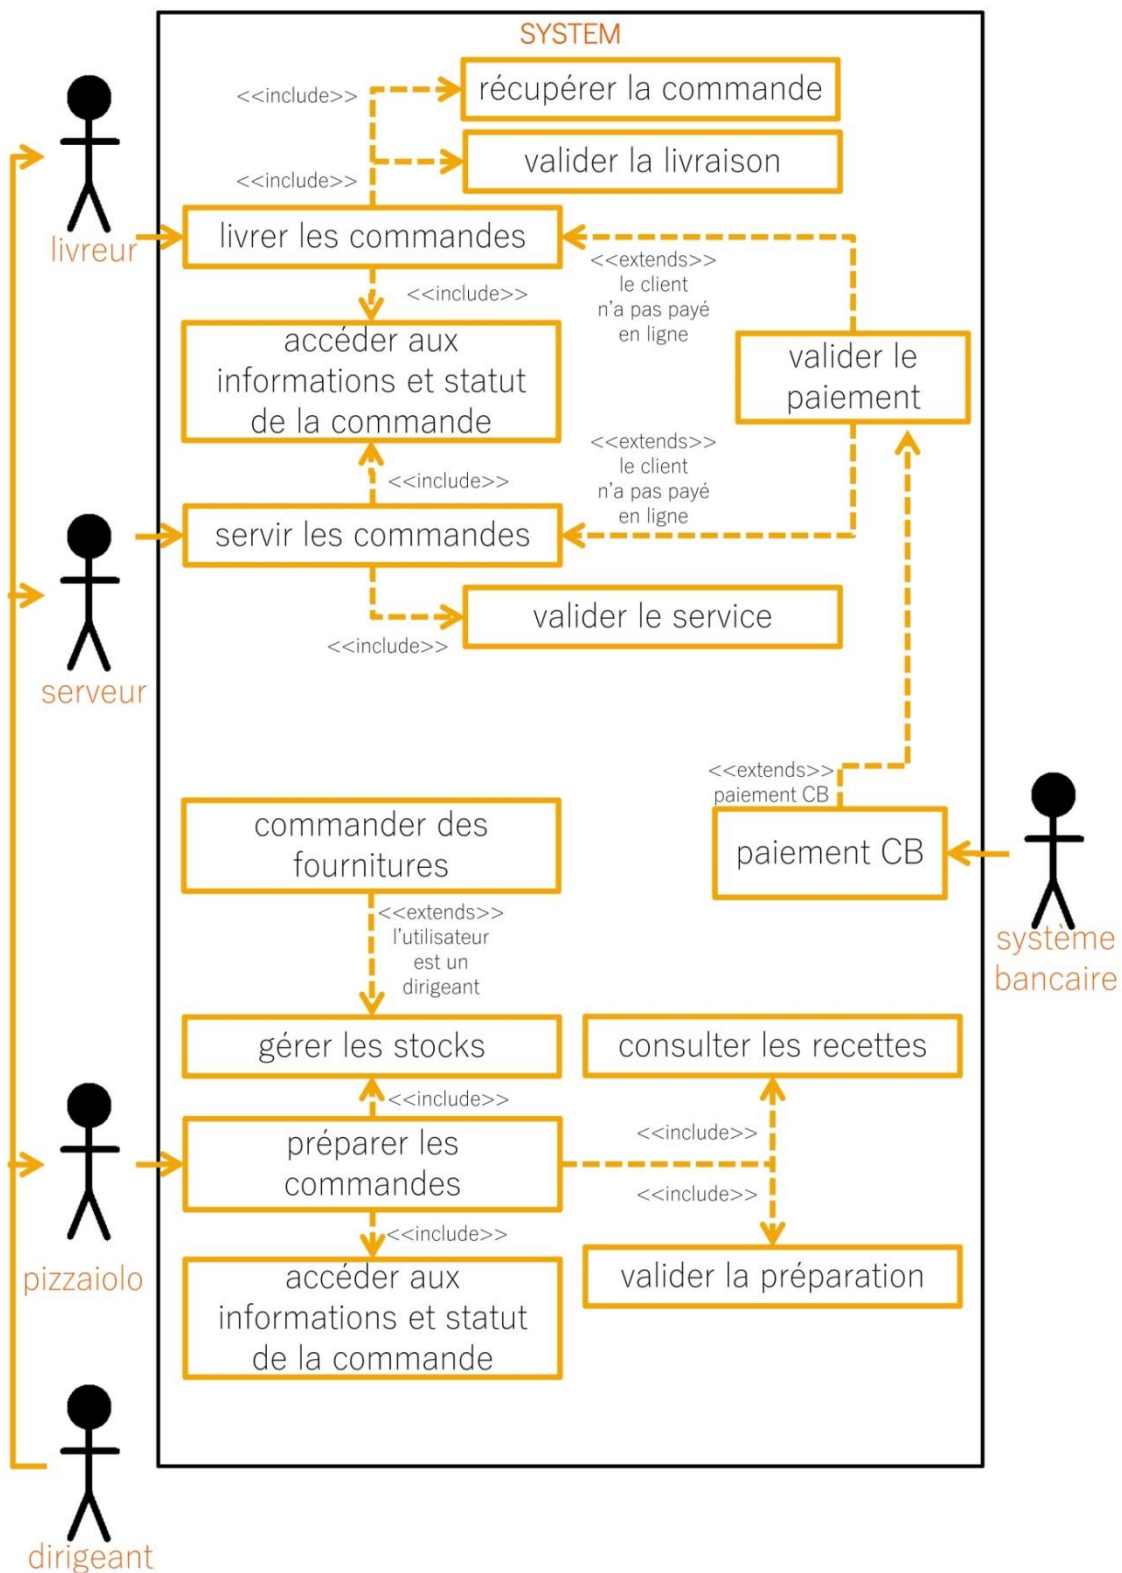 SYSTEM
<<include>>
récupérer la commande
valider la livraison
<<include>>
livreur
livrer les commandes
<<extends>>
le client
n'a pas payé
en ligne
<<include>>
accéder aux
informations et statut
de la commande
valider le
paiement
<<extends>>
le client
n'a pas payé
en ligne
<<include>>
servir les commandes
serveur
valider le service
<<include>>
<<extends>>
paiement CB
commander des
fournitures
paiement CB
<<extends>>
l'utilisateur
est un
dirigeant
système
bancaire
gérer les stocks
consulter les recettes
<<include>>
<<include>>
préparer les
commandes
<<include>>
<<include>>
pizzaiolo
accéder aux
informations et statut
de la commande
valider la préparation
dirigeant